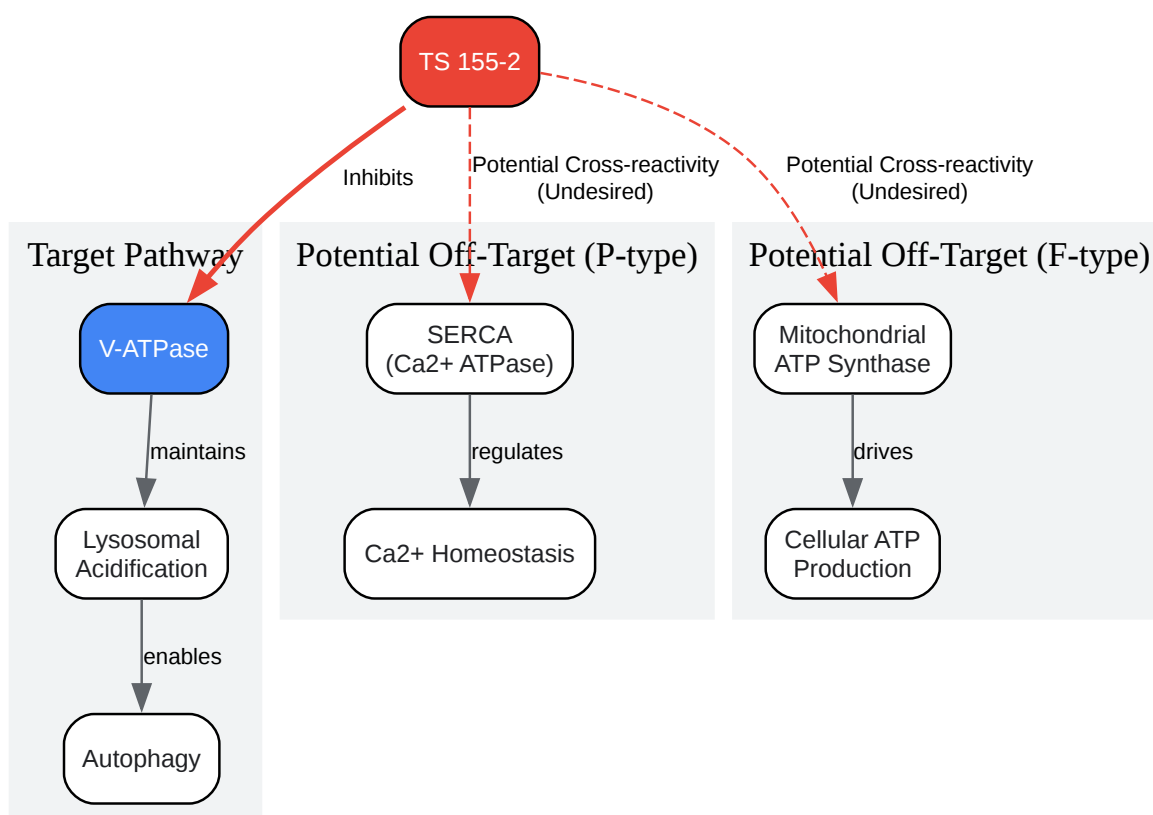 TS 155-2
Inhibits
Potential Cross-reactivity
(Undesired)
Potential Cross-reactivity
(Undesired)
Target Pathway
Potential Off-Target (P-type)
Potential Off-Target (F-type)
V-ATPase
SERCA
(Ca2+ ATPase)
Mitochondrial
ATP Synthase
maintains
regulates
drives
Lysosomal
Acidification
Ca2+ Homeostasis
Cellular ATP
Production
enables
Autophagy